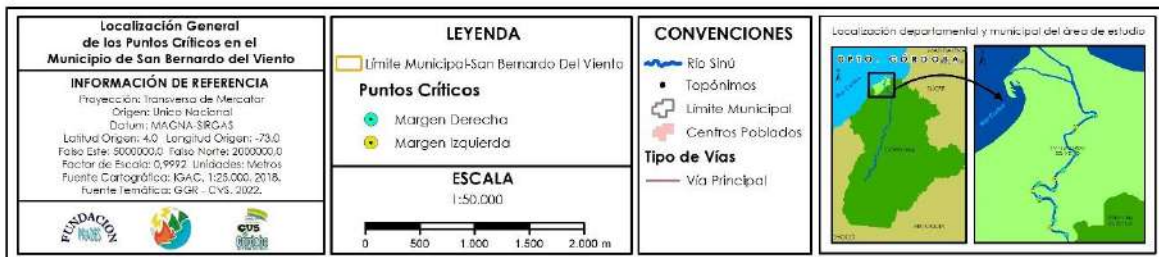 Localización General
de los Puntos Críticos en el
Municipio de San Bernardo del Viento
INFORMACIÓN DE REFERENCIA
Proyección: Transversa de Mercator
Origen: Unico Nacional
Datum: MAGNA-SIRGAS
Latitud Origen: 4,0 Longitud Origen: -73,0
Falso Este: 5000000,0 Falso Norte: 2000000,0
Factor de Escala: 0,9992 Unidades: Metros
Fuente Cartográfica: IGAC, 1:25.000, 2018.
Fuente Temática: GGR - CVS, 2022.
FUNDACION
CVS
LEYENDA
Límite Municipal-San Bernardo Del Viento
Puntos Críticos
Margen Derecha
Margen Izquierda
ESCALA
1:50.000
0 500 1.000 1.500 2.000 m
CONVENCIONES
Río Sinú
Topónimos
Límite Municipal
Centros Poblados
Tipo de Vías
Vía Principal
Localización departamental y municipal del área de estudio
DPTO. CÓRDOBA
SUCRE
ANTIOQUIA